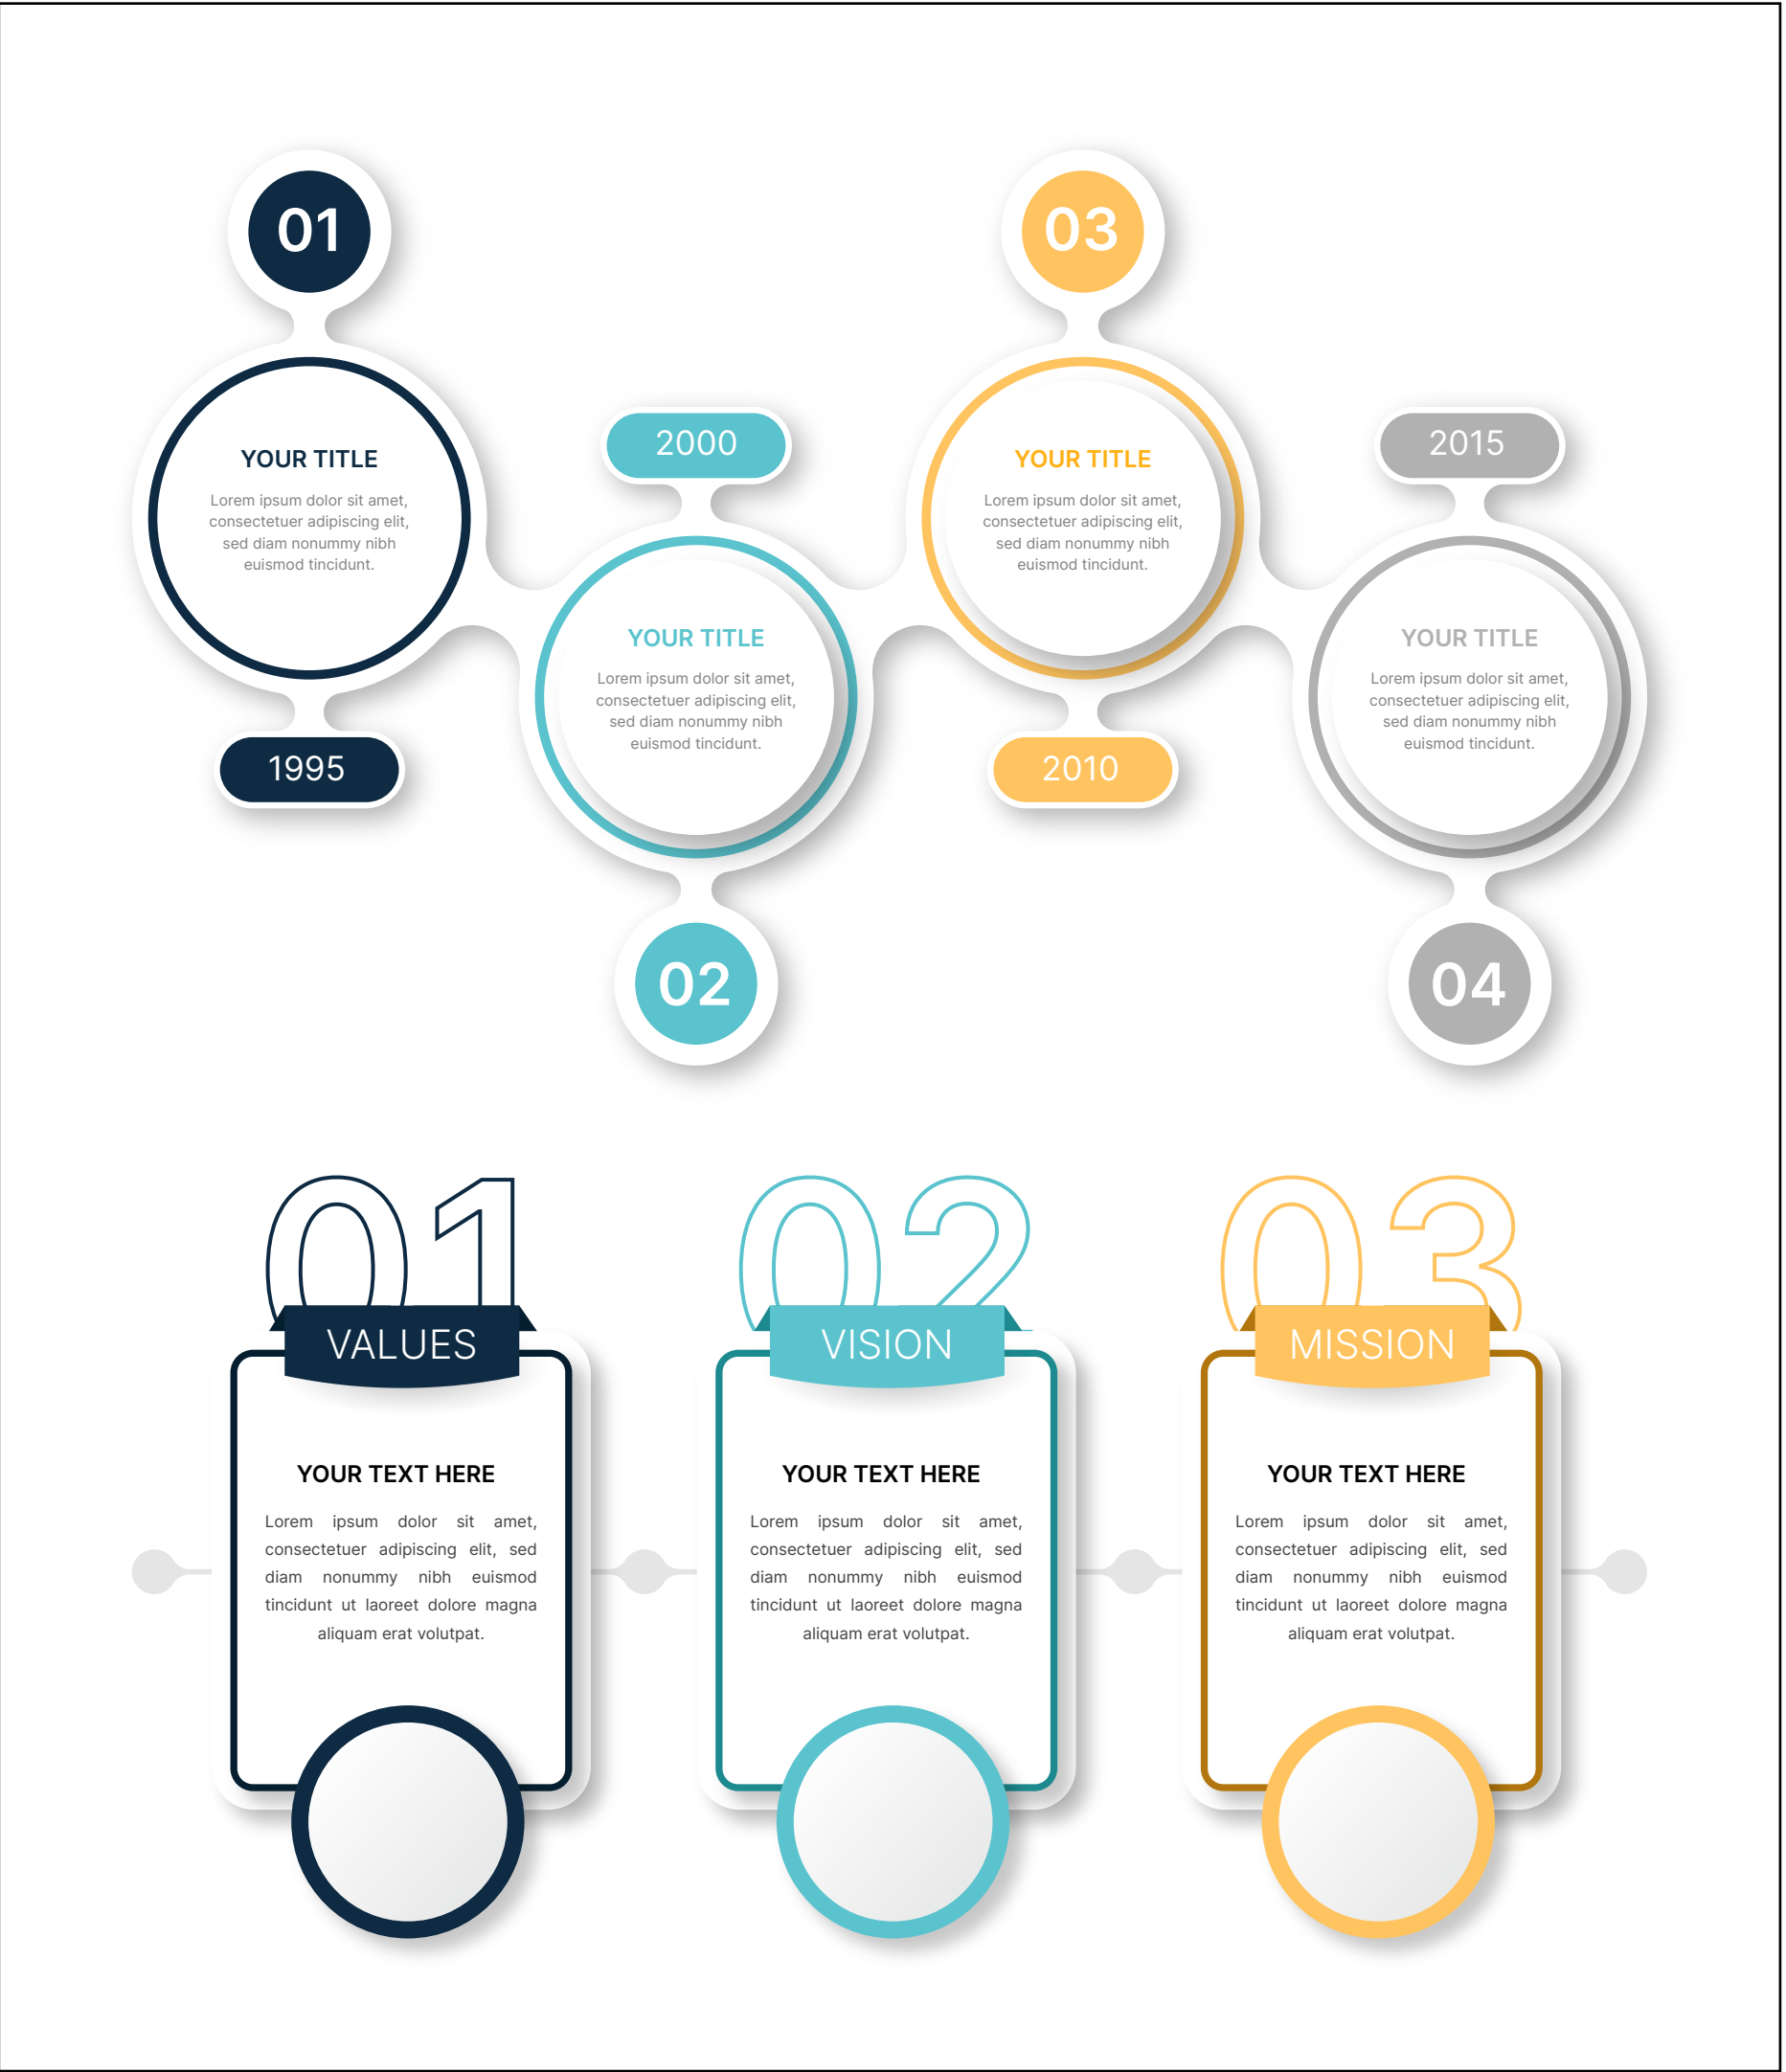 01
YOUR TITLE
Lorem ipsum dolor sit amet,
consectetuer adipiscing elit,
sed diam nonummy nibh
euismod tincidunt.
1995
2000
YOUR TITLE
Lorem ipsum dolor sit amet,
consectetuer adipiscing elit,
sed diam nonummy nibh
euismod tincidunt.
02
03
YOUR TITLE
Lorem ipsum dolor sit amet,
consectetuer adipiscing elit,
sed diam nonummy nibh
euismod tincidunt.
2010
2015
YOUR TITLE
Lorem ipsum dolor sit amet,
consectetuer adipiscing elit,
sed diam nonummy nibh
euismod tincidunt.
04
01
VALUES
YOUR TEXT HERE
Lorem ipsum dolor sit amet,
consectetuer adipiscing elit, sed
diam nonummy nibh euismod
tincidunt ut laoreet dolore magna
aliquam erat volutpat.
02
VISION
YOUR TEXT HERE
Lorem ipsum dolor sit amet,
consectetuer adipiscing elit, sed
diam nonummy nibh euismod
tincidunt ut laoreet dolore magna
aliquam erat volutpat.
03
MISSION
YOUR TEXT HERE
Lorem ipsum dolor sit amet,
consectetuer adipiscing elit, sed
diam nonummy nibh euismod
tincidunt ut laoreet dolore magna
aliquam erat volutpat.